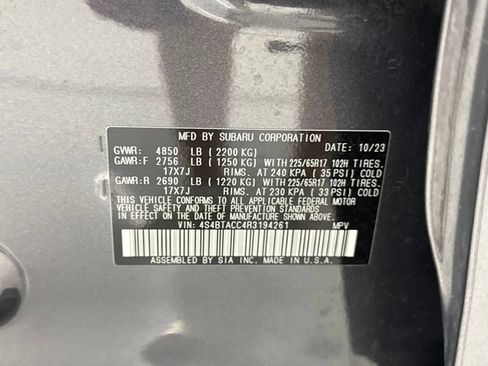 MFD BY SUBARU CORPORATION
GVWR: 4850 LB ( 2200 KG) DATE: 10/23
GAWR:F 2756 LB ( 1250 KG) WITH 225/65R17 102H TIRES.
17X7J RIMS. AT 240 KPA ( 35 PSI) COLD
GAWR:R 2690 LB ( 1220 KG) WITH 225/65R17 102H TIRES.
17X7J RIMS. AT 230 KPA ( 33 PSI) COLD
THIS VEHICLE CONFORMS TO ALL APPLICABLE FEDERAL MOTOR
VEHICLE SAFETY AND THEFT PREVENTION STANDARDS IN EFFECT
ON THE DATE OF MANUFACTURE SHOWN ABOVE.
VIN: 4S4BTACC4R3194261 MPV
ASSEMBLED BY SIA INC. MADE IN U.S.A.